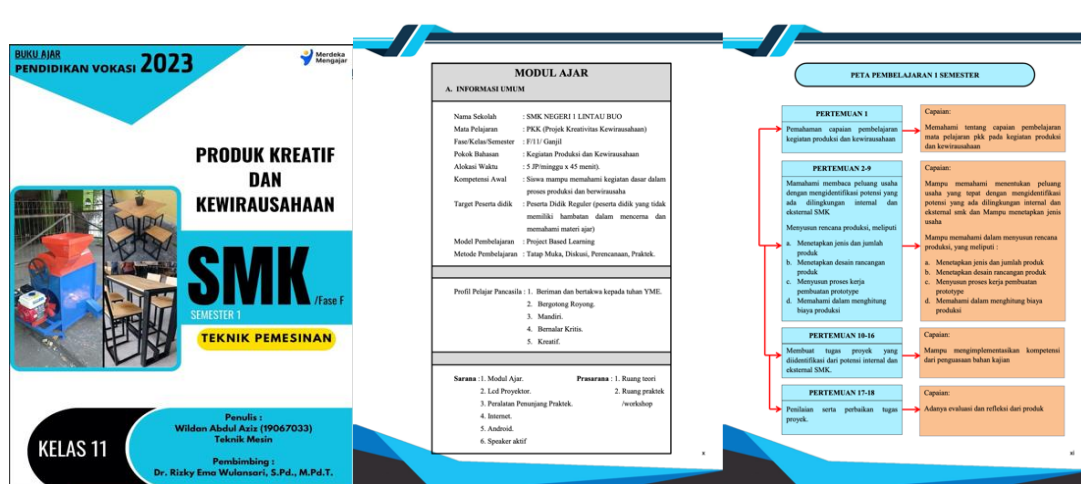 BUKU AJAR
PENDIDIKAN VOKASI 2023
Merdeka
Mengajar
PRODUK KREATIF
DAN
KEWIRAUSAHAAN
SMK /Fase F
SEMESTER 1
TEKNIK PEMESINAN
KELAS 11
Penulis :
Wildan Abdul Aziz (19067033)
Teknik Mesin
Pembimbing :
Dr. Rizky Ema Wulansari, S.Pd., M.Pd.T.
MODUL AJAR
A. INFORMASI UMUM
Nama Sekolah : SMK NEGERI 1 LINTAU BUO
Mata Pelajaran : PKK (Projek Kreativitas Kewirausahaan)
Fase/Kelas/Semester : F/11/ Ganjil
Pokok Bahasan : Kegiatan Produksi dan Kewirausahaan
Alokasi Waktu : 5 JP/minggu x 45 menit).
Kompetensi Awal : Siswa mampu memahami kegiatan dasar dalam
proses produksi dan berwirausaha
Target Peserta didik : Peserta Didik Reguler (peserta didik yang tidak
memiliki hambatan dalam mencerna dan
memahami materi ajar)
Model Pembelajaran : Project Based Learning
Metode Pembelajaran : Tatap Muka, Diskusi, Perencanaan, Praktek.
Profil Pelajar Pancasila : 1. Beriman dan bertakwa kepada tuhan YME.
2. Bergotong Royong.
3. Mandiri.
4. Bernalar Kritis.
5. Kreatif.
Sarana : 1. Modul Ajar. Prasarana : 1. Ruang teori
2. Lcd Proyektor. 2. Ruang praktek
3. Peralatan Penunjang Praktek. /workshop
4. Internet.
5. Android.
6. Speaker aktif
x
PETA PEMBELAJARAN 1 SEMESTER
PERTEMUAN 1
Pemahaman capaian pembelajaran
kegiatan produksi dan kewirausahaan
Capaian:
Memahami tentang capaian pembelajaran
mata pelajaran pkk pada kegiatan produksi
dan kewirausahaan
PERTEMUAN 2-9
Mamahami membaca peluang usaha
dengan mengidentifikasi potensi yang
ada dilingkungan internal dan
eksternal SMK
Menyusun rencana produksi, meliputi
a. Menetapkan jenis dan jumlah
produk
b. Menetapkan desain rancangan
produk
c. Menyusun proses kerja
pembuatan prototype
d. Memahami dalam menghitung
biaya produksi
Capaian:
Mampu memahami menentukan peluang
usaha yang tepat dengan mengidentifikasi
potensi yang ada dilingkungan internal dan
eksternal smk dan Mampu menetapkan jenis
usaha
Mampu memahami dalam menyusun rencana
produksi, yang meliputi :
a. Menetapkan jenis dan jumlah produk
b. Menetapkan desain rancangan produk
c. Menyusun proses kerja pembuatan
prototype
d. Memahami dalam menghitung biaya
produksi
PERTEMUAN 10-16
Membuat tugas proyek yang
diidentifikasi dari potensi internal dan
eksternal SMK.
Capaian:
Mampu mengimplementasikan kompetensi
dari penguasaan bahan kajian
PERTEMUAN 17-18
Penilaian serta perbaikan tugas
proyek.
Capaian:
Adanya evaluasi dan refleksi dari produk
xi